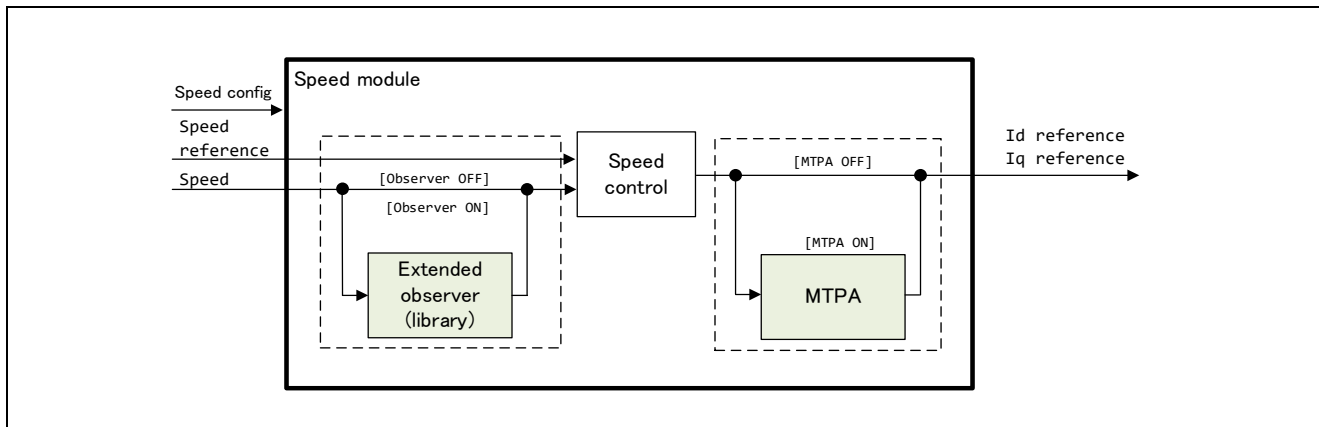 Speed module
Speed config
Speed
reference
Speed
[Observer OFF]
[Observer ON]
Extended
observer
(library)
Speed
control
[MTPA OFF]
[MTPA ON]
MTPA
Id reference
Iq reference